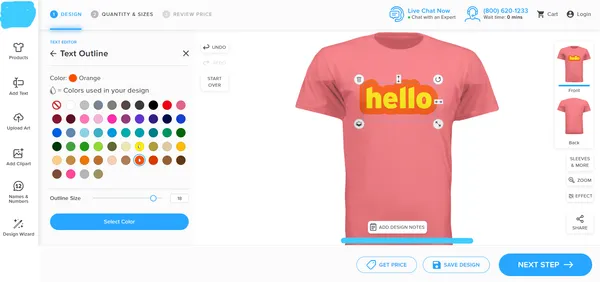 1 DESIGN
2 QUANTITY & SIZES
3 REVIEW PRICE
Live Chat Now
Chat with an Expert
(800) 620-1233
Wait time: 0 mins
Cart
Login
Products
Add Text
Upload Art
Add Clipart
12
Names & Numbers
Design Wizard
TEXT EDITOR
Text Outline
Color: Orange
= Colors used in your design
Outline Size
Select Color
UNDO
REDO
START OVER
hello
ADD DESIGN NOTES
Front
Back
SLEEVES & MORE
ZOOM
EFFECT
SHARE
GET PRICE
SAVE DESIGN
NEXT STEP